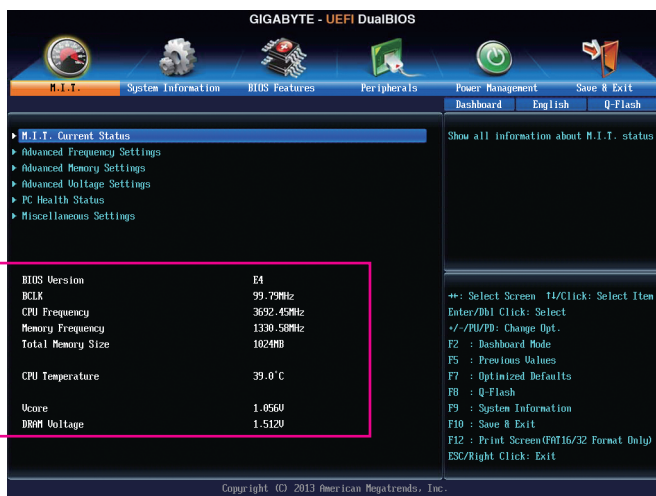 GIGABYTE - UEFI DualBIOS
M.I.T.
System Information
BIOS Features
Peripherals
Power Management
Save & Exit
Dashboard
English
Q-Flash
M.I.T. Current Status
Advanced Frequency Settings
Advanced Memory Settings
Advanced Voltage Settings
PC Health Status
Miscellaneous Settings
BIOS Version E4
BCLK 99.79MHz
CPU Frequency 3692.45MHz
Memory Frequency 1330.58MHz
Total Memory Size 1024MB
CPU Temperature 39.0°C
Vcore 1.056V
DRAM Voltage 1.512V
Show all information about M.I.T. status
→←: Select Screen ↑↓/Click: Select Item
Enter/Dbl Click: Select
+/-/PU/PD: Change Opt.
F2 : Dashboard Mode
F5 : Previous Values
F7 : Optimized Defaults
F8 : Q-Flash
F9 : System Information
F10 : Save & Exit
F12 : Print Screen(FAT16/32 Format Only)
ESC/Right Click: Exit
Copyright (C) 2013 American Megatrends, Inc.